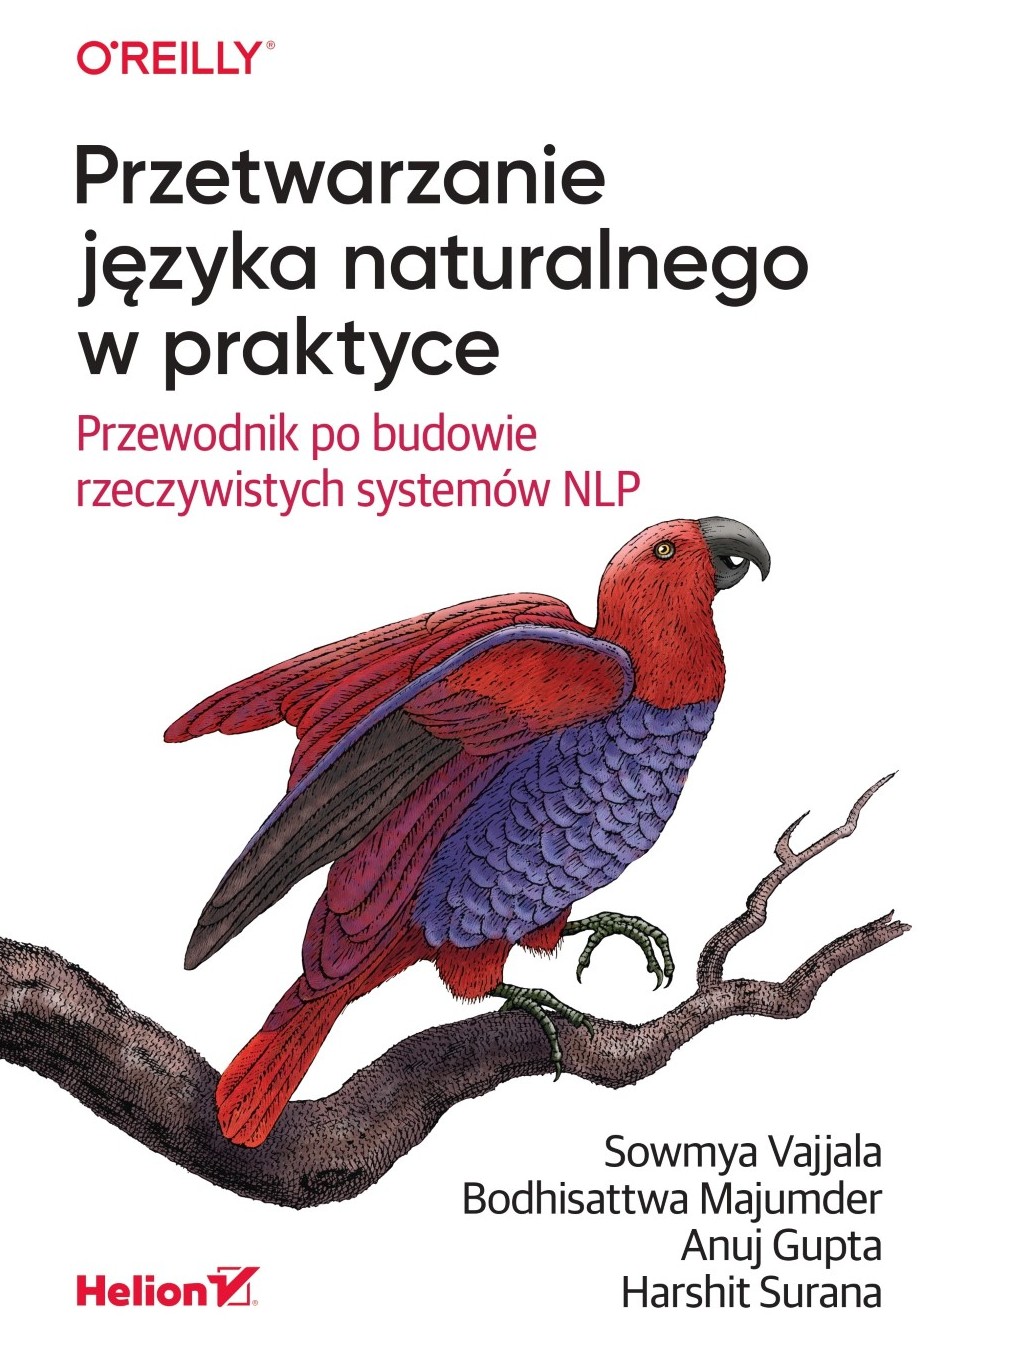 O'REILLY®
Przetwarzanie
języka naturalnego
w praktyce
Przewodnik po budowie
rzeczywistych systemów NLP
Sowmya Vajjala
Bodhisattwa Majumder
Anuj Gupta
Harshit Surana
Helion®